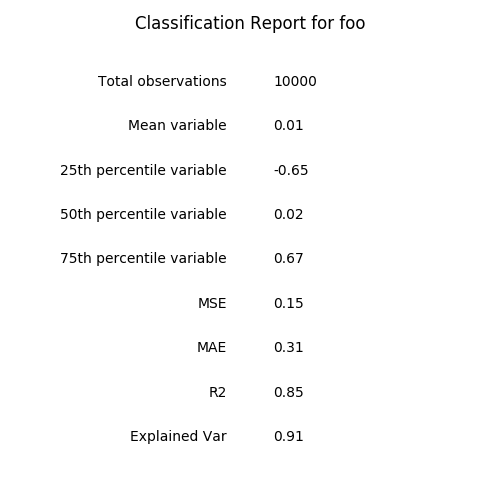 Classification Report for foo
Total observations 10000
Mean variable 0.01
25th percentile variable -0.65
50th percentile variable 0.02
75th percentile variable 0.67
MSE 0.15
MAE 0.31
R2 0.85
Explained Var 0.91